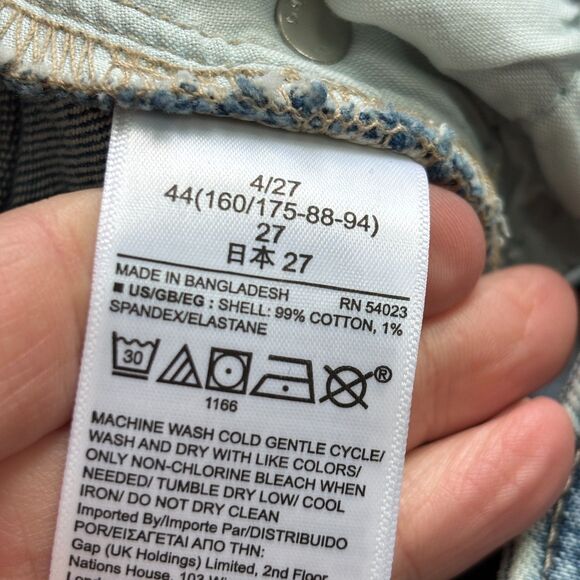 4/27
44(160/175-88-94)
27
日本 27
MADE IN BANGLADESH RN 54023
■ US/GB/EG : SHELL: 99% COTTON, 1%
SPANDEX/ELASTANE
30
®
1166
MACHINE WASH COLD GENTLE CYCLE/
WASH AND DRY WITH LIKE COLORS/
ONLY NON-CHLORINE BLEACH WHEN
NEEDED/ TUMBLE DRY LOW/ COOL
IRON/ DO NOT DRY CLEAN
Imported By/Importe Par/DISTRIBUIDO
POR/ΕΙΣΑΓΕΤΑΙ ΑΠΟ ΤΗΝ:
Gap (UK Holdings) Limited, 2nd Floor
Nations House, 103